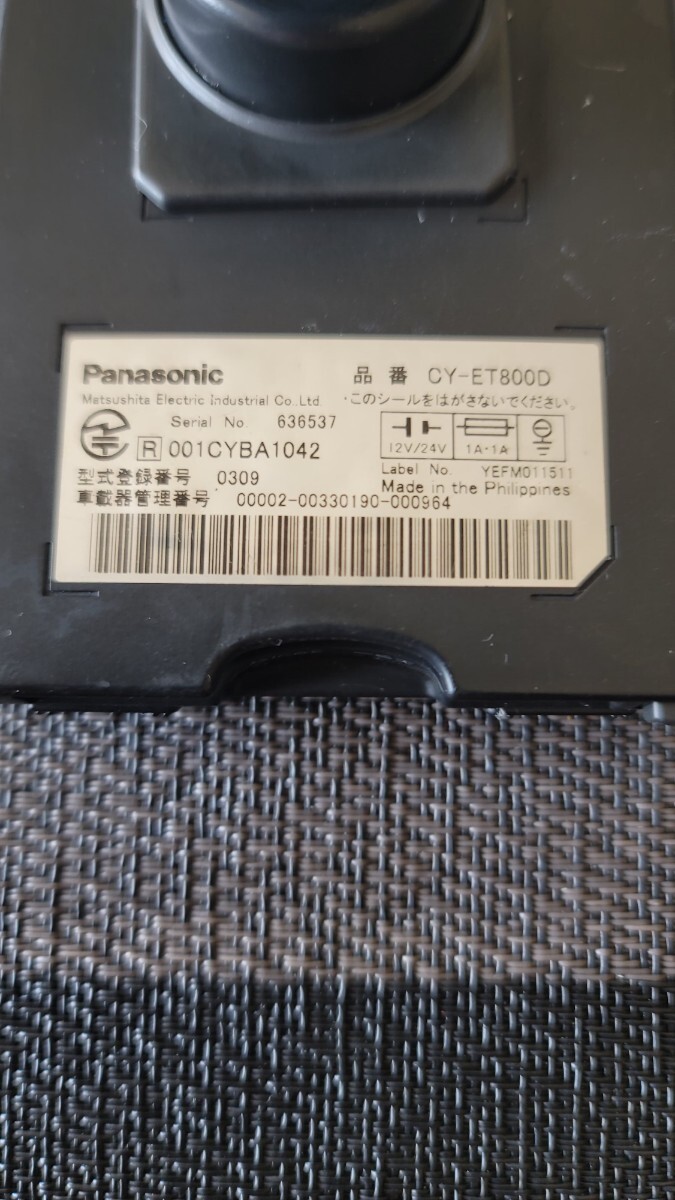 Panasonic 品番 CY-ET800D
Matsushita Electric Industrial Co.,Ltd. ・このシールをはがさないでください。
Serial No. 636537
R 001CYBA1042
12V/24V 1A・1A
型式登録番号 0309
Label No. YEFM011511
Made in the Philippines
車載器管理番号 00002-00330190-000964